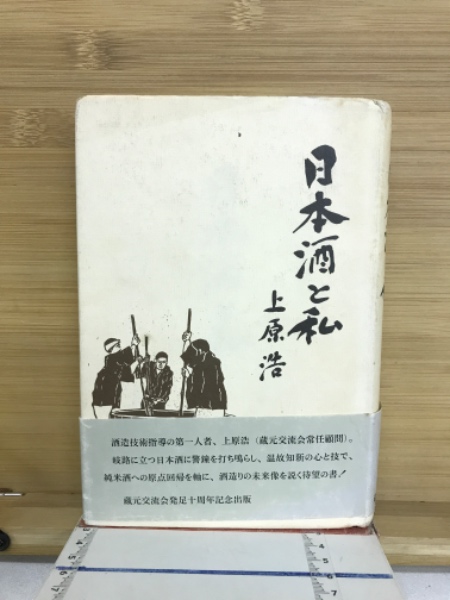 日本酒と私
上原浩
酒造技術指導の第一人者、上原浩（蔵元交流会常任顧問）。
岐路に立つ日本酒に警鐘を打ち鳴らし、温故知新の心と技で、
純米酒への原点回帰を軸に、酒造りの未来像を説く待望の書！
蔵元交流会発足十周年記念出版